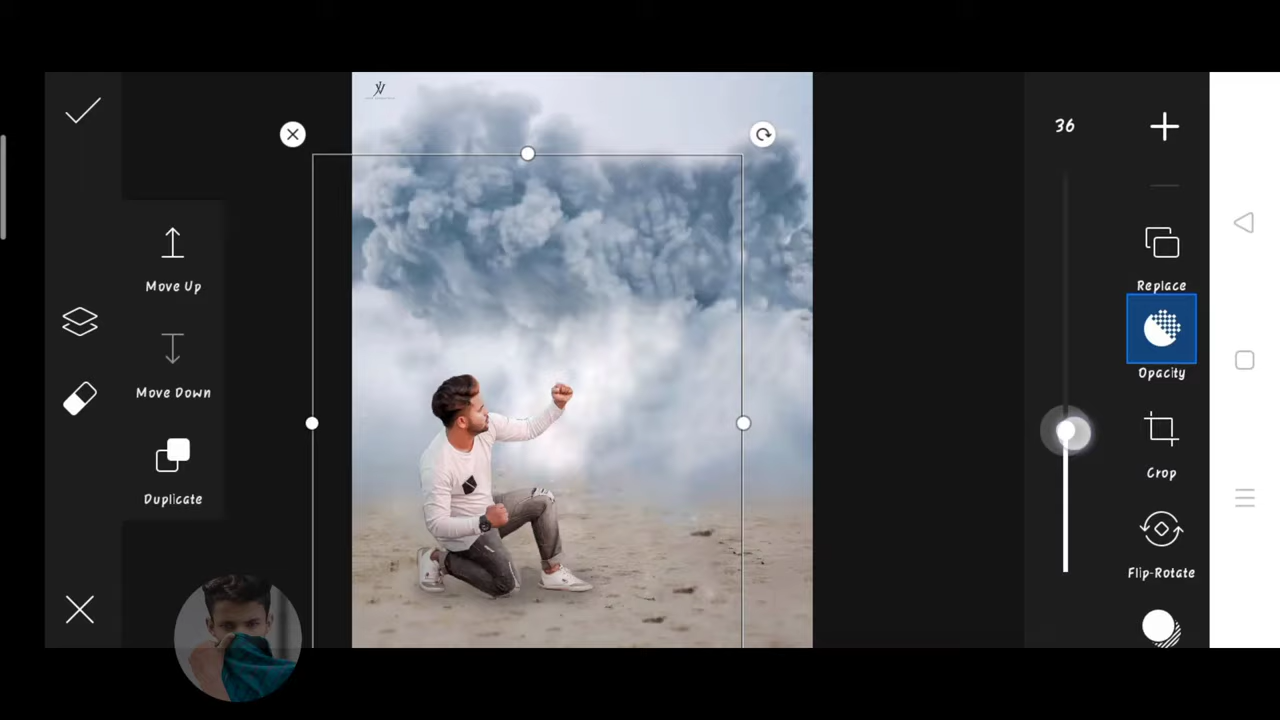 36
Move Up
Replace
Opacity
Move Down
Crop
Duplicate
Flip-Rotate